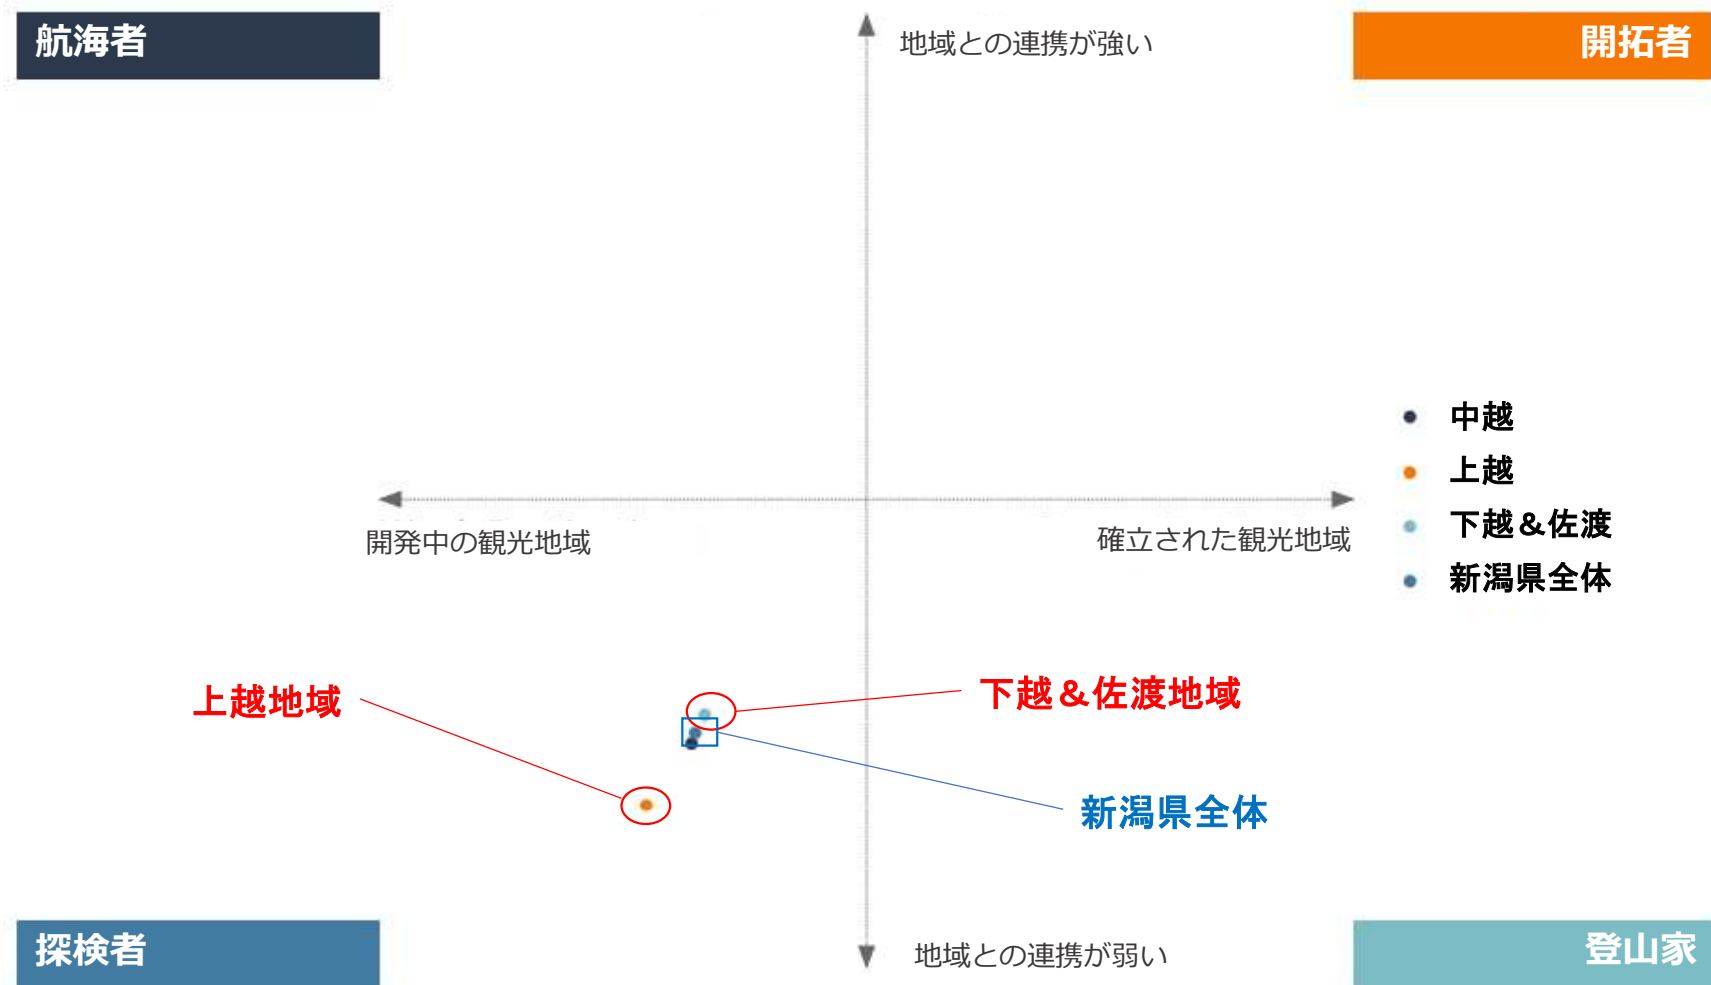 航海者
地域との連携が強い
開拓者
開発中の観光地域
確立された観光地域
中越
上越
下越&佐渡
新潟県全体
上越地域
下越&佐渡地域
新潟県全体
探検者
地域との連携が弱い
登山家